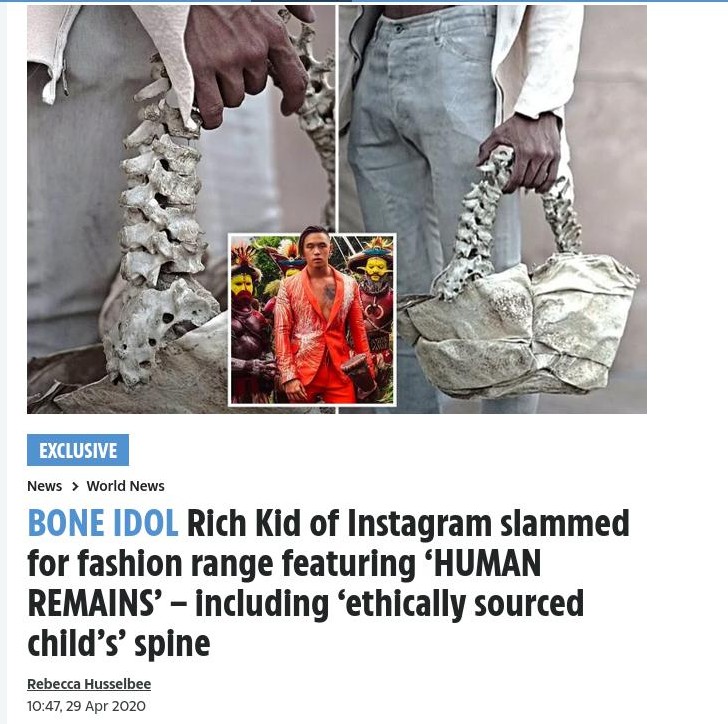 EXCLUSIVE
News > World News
BONE IDOL Rich Kid of Instagram slammed
for fashion range featuring ‘HUMAN
REMAINS’ – including ‘ethically sourced
child’s’ spine
Rebecca Husselbee
10:47, 29 Apr 2020